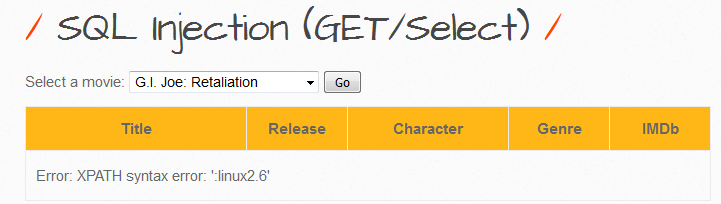 / SQL Injection (GET/Select) /
Select a movie: G.I. Joe: Retaliation Go
Title Release Character Genre IMDb
Error: XPATH syntax error: ':linux2.6'